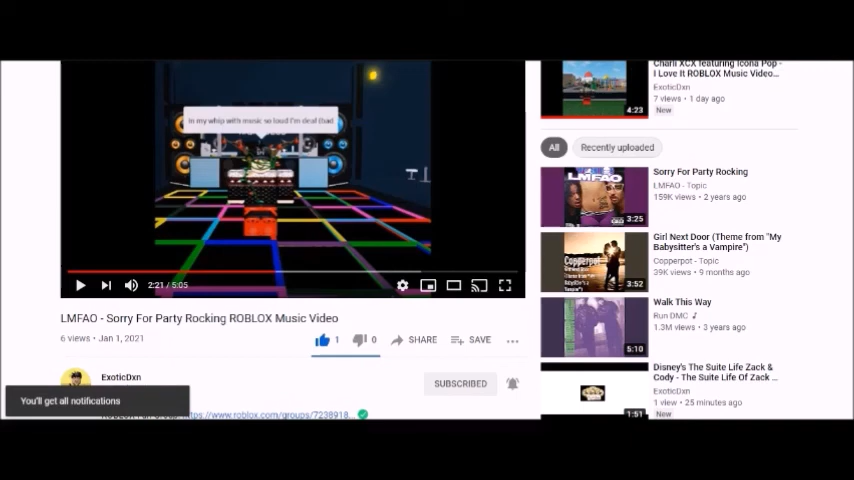 Charli XCX featuring Icona Pop -
I Love It ROBLOX Music Video...
ExoticDxn
7 views • 1 day ago
New
4:23
in my whip with music so loud I'm deaf (bad
All
Recently uploaded
Sorry For Party Rocking
LMFAO - Topic
159K views • 2 years ago
LMFAO
3:25
Girl Next Door (Theme from "My
Babysitter's a Vampire")
Copperpot - Topic
39K views • 9 months ago
Copperpot
3:52
2:21 / 5:05
LMFAO - Sorry For Party Rocking ROBLOX Music Video
6 views • Jan 1, 2021
1
0
SHARE
SAVE
Walk This Way
Run DMC
1.3M views • 3 years ago
5:10
ExoticDxn
SUBSCRIBED
Disney's The Suite Life Zack &
Cody - The Suite Life Of Zack ...
ExoticDxn
1 view • 25 minutes ago
New
1:51
You'll get all notifications
https://www.roblox.com/groups/7238918...